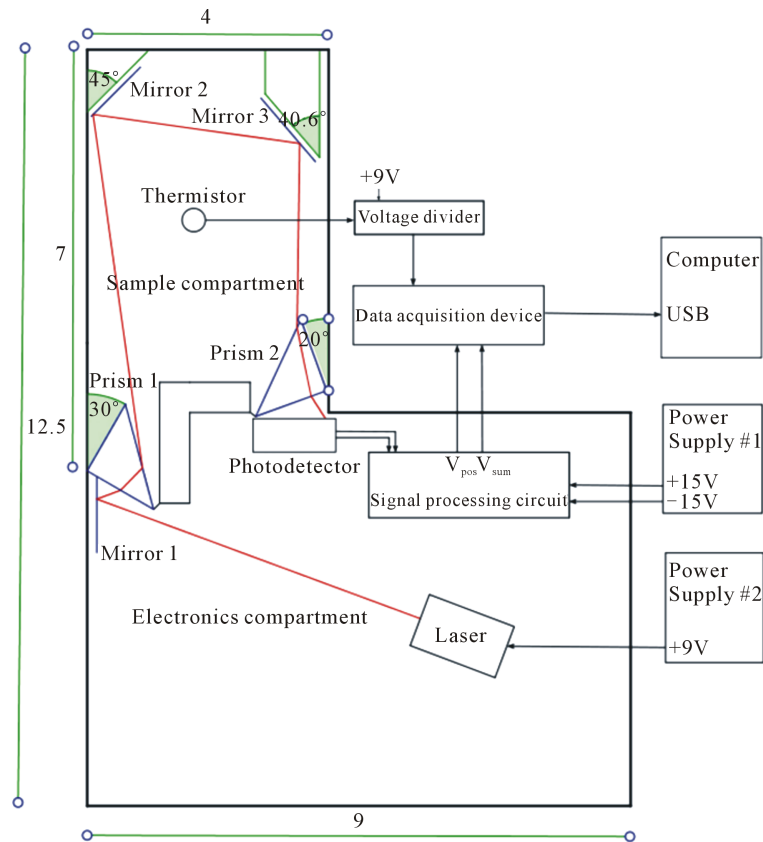 4
45°
Mirror 2
Mirror 3
40.6°
+9V
Thermistor
Voltage divider
7
Computer
Sample compartment
USB
Data acquisition device
20°
Prism 2
Prism 1
30°
12.5
Power
Supply #1
Photodetector
V_pos V_sum
+15V
Signal processing circuit
−15V
Mirror 1
Power
Supply #2
Electronics compartment
Laser
+9V
9